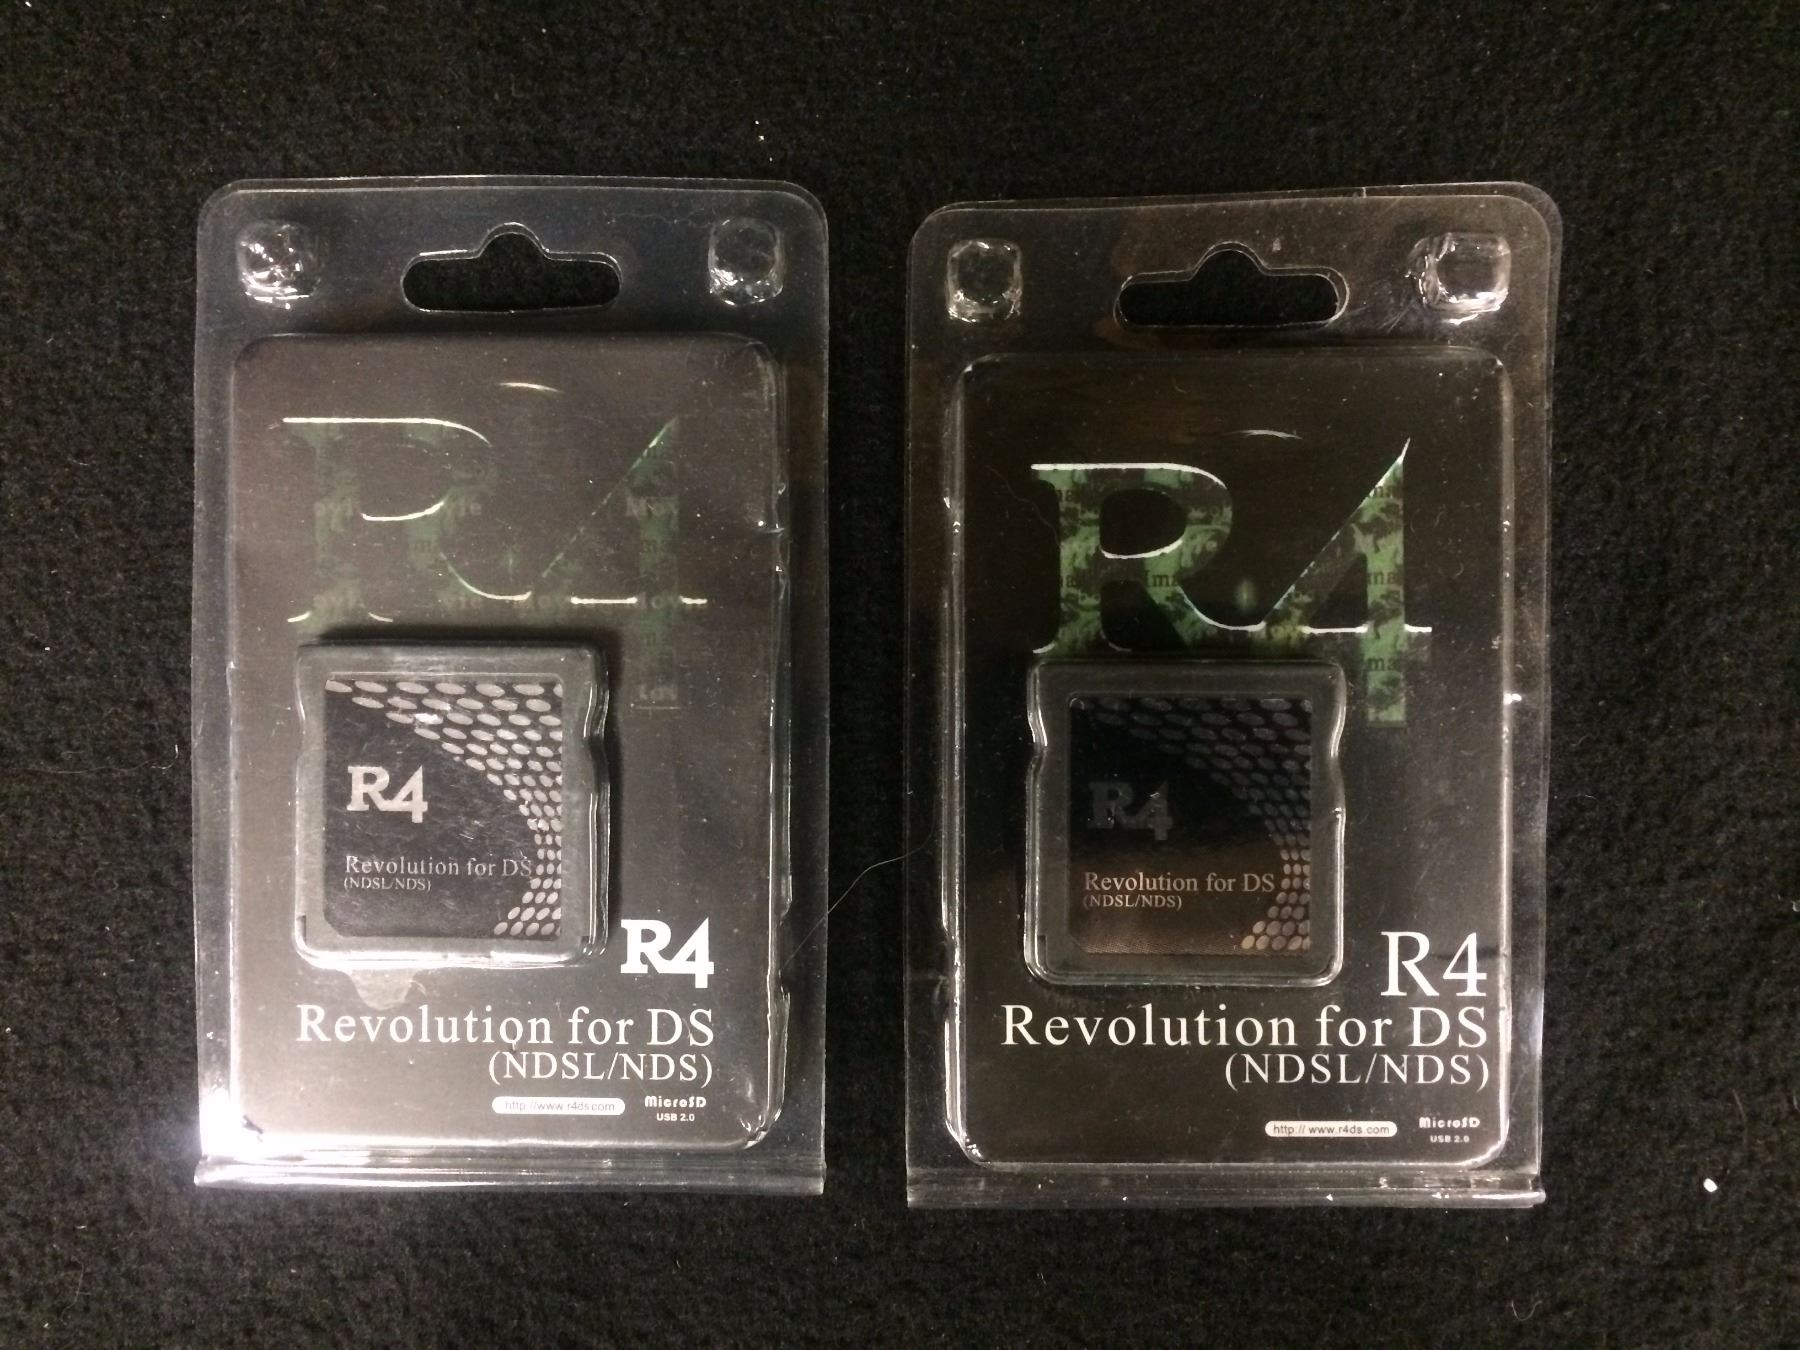 R4
R4
Revolution for DS
(NDSL/NDS)
R4
Revolution for DS
(NDSL/NDS)
http://www.r4ds.com
MicroSD
USB 2.0
R4
R4
Revolution for DS
(NDSL/NDS)
R4
Revolution for DS
(NDSL/NDS)
http:// www.r4ds.com
MicroSD
USB 2.0